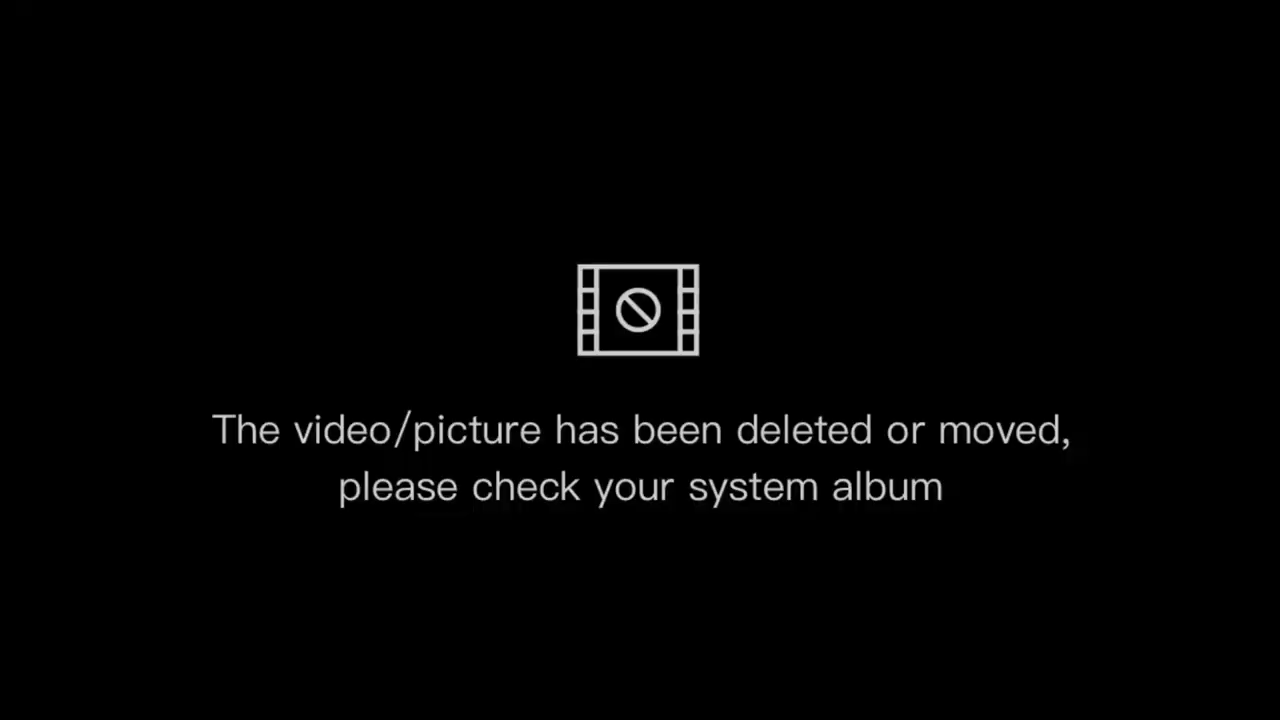 The video/picture has been deleted or moved,
please check your system album